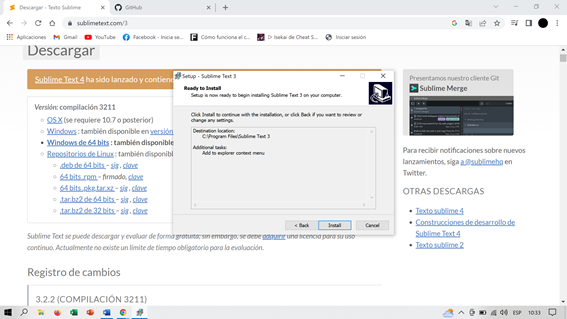 Descargar - Texto Sublime
GitHub
sublimetext.com/3
Aplicaciones
Gmail
YouTube
Facebook - Inicia se...
Cómo funciona el c...
Isekai de Cheat S...
Iniciar sesión
Descargar
Sublime Text 4 ha sido lanzado y contiene
Versión: compilación 3211
OS X (se requiere 10.7 o posterior)
Windows : también disponible en versión
Windows de 64 bits : también disponible
Repositorios de Linux : también disponible
.deb de 64 bits – sig , clave
64 bits .rpm – firmado, clave
64 bits .pkg.tar.xz – sig , clave
.tar.bz2 de 64 bits – sig , clave
.tar.bz2 de 32 bits – sig , clave
Sublime Text se puede descargar y evaluar de forma gratuita; sin embargo, se debe adquirir una licencia para su uso
continuo. Actualmente no existe un límite de tiempo obligatorio para la evaluación.
Registro de cambios
3.2.2 (COMPILACIÓN 3211)
Setup - Sublime Text 3
Ready to Install
Setup is now ready to begin installing Sublime Text 3 on your computer.
Click Install to continue with the installation, or click Back if you want to review or
change any settings.
Destination location:
C:\Program Files\Sublime Text 3
Additional tasks:
Add to explorer context menu
< Back
Install
Cancel
Presentamos nuestro cliente Git
Sublime Merge
Para recibir notificaciones sobre nuevos
lanzamientos, siga a @sublimehq en
Twitter.
OTRAS DESCARGAS
Texto sublime 4
Construcciones de desarrollo de
Sublime Text 4
Texto sublime 2
ESP
10:33